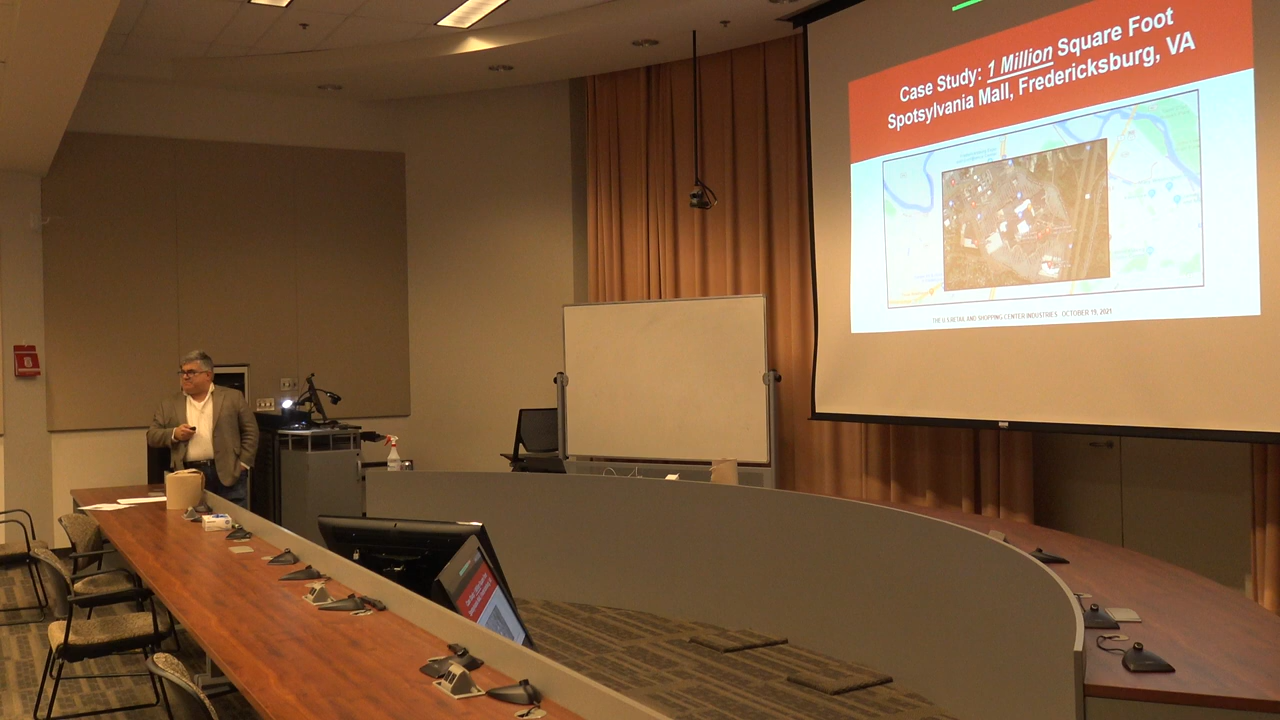 Case Study: 1 Million Square Foot
Spotsylvania Mall, Fredericksburg, VA
THE U.S RETAIL AND SHOPPING CENTER INDUSTRIES OCTOBER 19, 2021